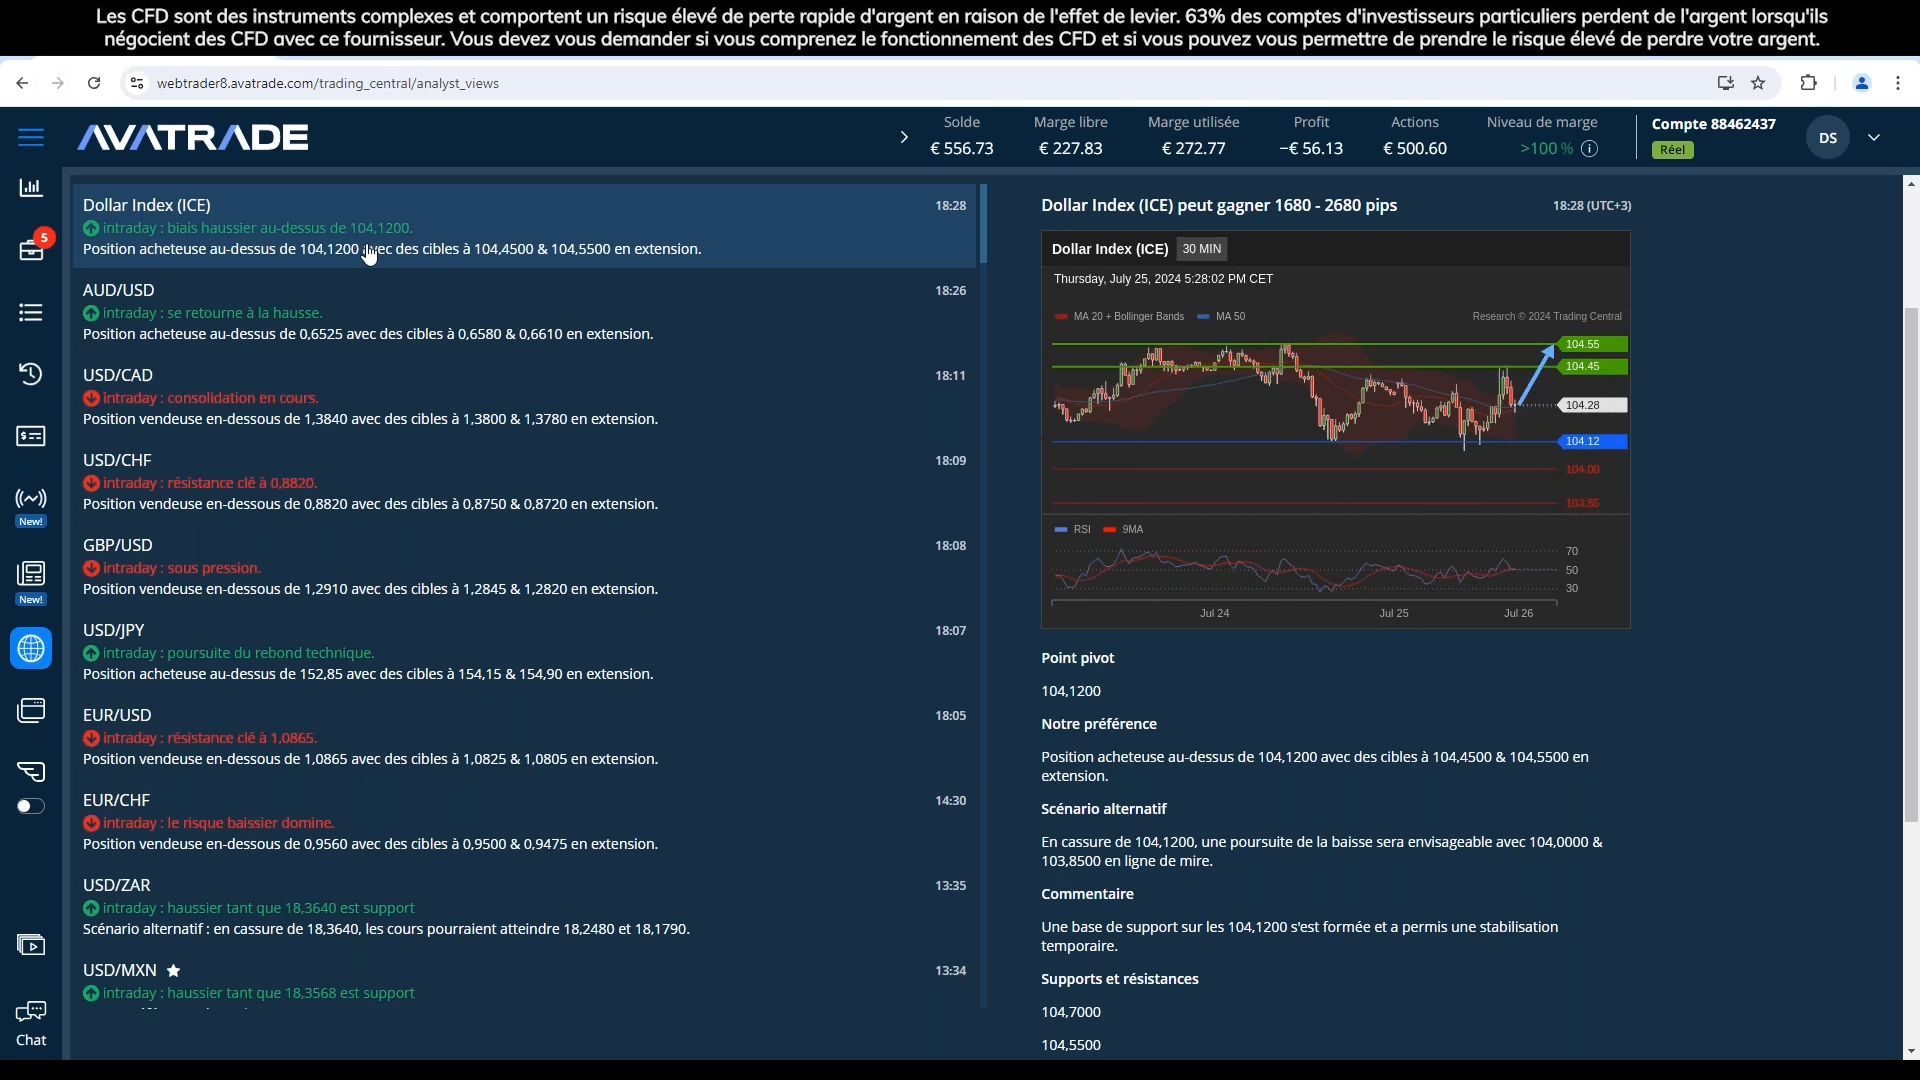 Les CFD sont des instruments complexes et comportent un risque élevé de perte rapide d'argent en raison de l'effet de levier. 63% des comptes d'investisseurs particuliers perdent de l'argent lorsqu'ils
négocient des CFD avec ce fournisseur. Vous devez vous demander si vous comprenez le fonctionnement des CFD et si vous pouvez vous permettre de prendre le risque élevé de perdre votre argent.
webtrader8.avatrade.com/trading_central/analyst_views
AVATRADE
Solde
Marge libre
Marge utilisée
Profit
Actions
Niveau de marge
€ 556.73
€ 227.83
€ 272.77
−€ 56.13
€ 500.60
>100 %
Compte 88462437
Réel
DS
5
New!
New!
Chat
Dollar Index (ICE) 18:28
intraday : biais haussier au-dessus de 104,1200.
Position acheteuse au-dessus de 104,1200 avec des cibles à 104,4500 & 104,5500 en extension.
AUD/USD 18:26
intraday : se retourne à la hausse.
Position acheteuse au-dessus de 0,6525 avec des cibles à 0,6580 & 0,6610 en extension.
USD/CAD 18:11
intraday : consolidation en cours.
Position vendeuse en-dessous de 1,3840 avec des cibles à 1,3800 & 1,3780 en extension.
USD/CHF 18:09
intraday : résistance clé à 0,8820.
Position vendeuse en-dessous de 0,8820 avec des cibles à 0,8750 & 0,8720 en extension.
GBP/USD 18:08
intraday : sous pression.
Position vendeuse en-dessous de 1,2910 avec des cibles à 1,2845 & 1,2820 en extension.
USD/JPY 18:07
intraday : poursuite du rebond technique.
Position acheteuse au-dessus de 152,85 avec des cibles à 154,15 & 154,90 en extension.
EUR/USD 18:05
intraday : résistance clé à 1,0865.
Position vendeuse en-dessous de 1,0865 avec des cibles à 1,0825 & 1,0805 en extension.
EUR/CHF 14:30
intraday : le risque baissier domine.
Position vendeuse en-dessous de 0,9560 avec des cibles à 0,9500 & 0,9475 en extension.
USD/ZAR 13:35
intraday : haussier tant que 18,3640 est support
Scénario alternatif : en cassure de 18,3640, les cours pourraient atteindre 18,2480 et 18,1790.
USD/MXN 13:34
intraday : haussier tant que 18,3568 est support
Dollar Index (ICE) peut gagner 1680 - 2680 pips 18:28 (UTC+3)
Dollar Index (ICE) 30 MIN
Thursday, July 25, 2024 5:28:02 PM CET
MA 20 + Bollinger Bands MA 50 Research © 2024 Trading Central
104.55
104.45
104.28
104.12
104.00
103.85
RSI 9MA
70
50
30
Jul 24 Jul 25 Jul 26
Point pivot
104,1200
Notre préférence
Position acheteuse au-dessus de 104,1200 avec des cibles à 104,4500 & 104,5500 en
extension.
Scénario alternatif
En cassure de 104,1200, une poursuite de la baisse sera envisageable avec 104,0000 &
103,8500 en ligne de mire.
Commentaire
Une base de support sur les 104,1200 s'est formée et a permis une stabilisation
temporaire.
Supports et résistances
104,7000
104,5500